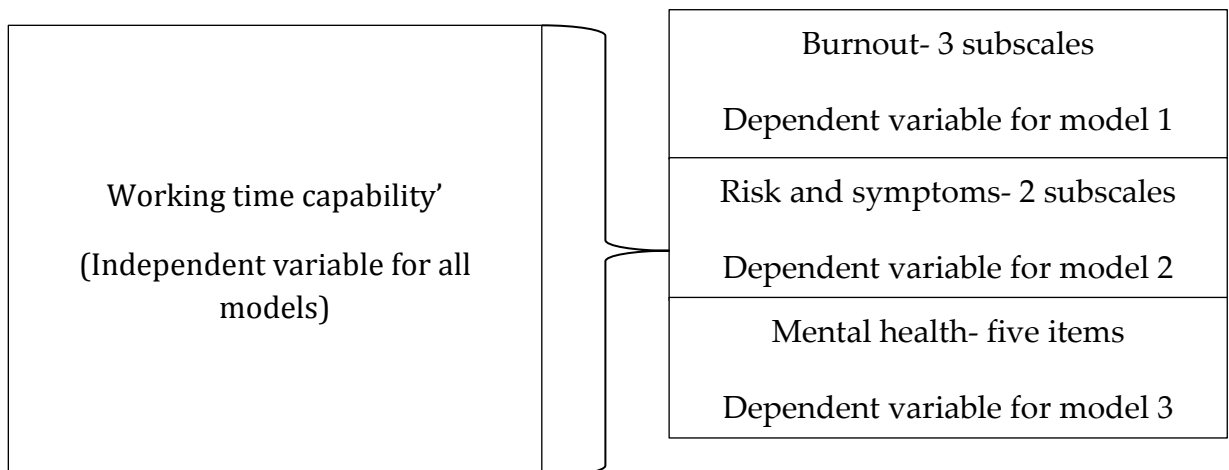 Working time capability’
(Independent variable for all
models)
Burnout- 3 subscales
Dependent variable for model 1
Risk and symptoms- 2 subscales
Dependent variable for model 2
Mental health- five items
Dependent variable for model 3